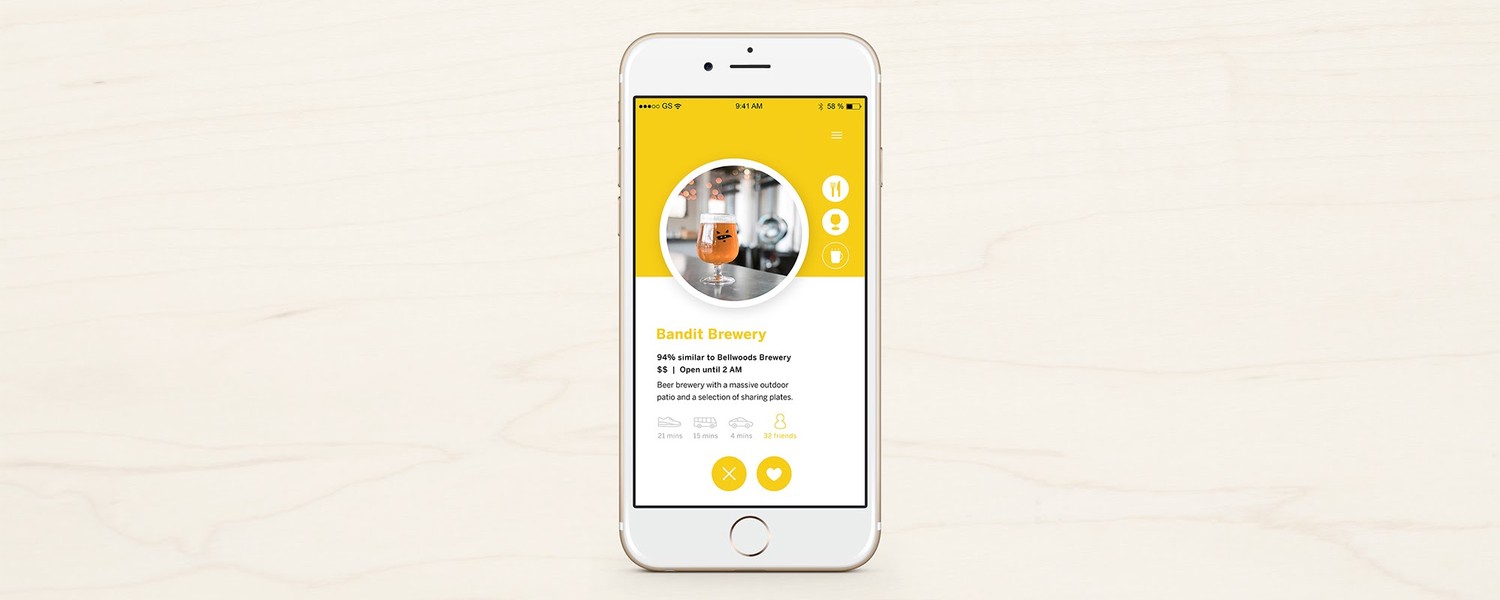 GS 9:41 AM 58 %
Bandit Brewery
94% similar to Bellwoods Brewery
$$ | Open until 2 AM
Beer brewery with a massive outdoor
patio and a selection of sharing plates.
21 mins 15 mins 4 mins 32 friends